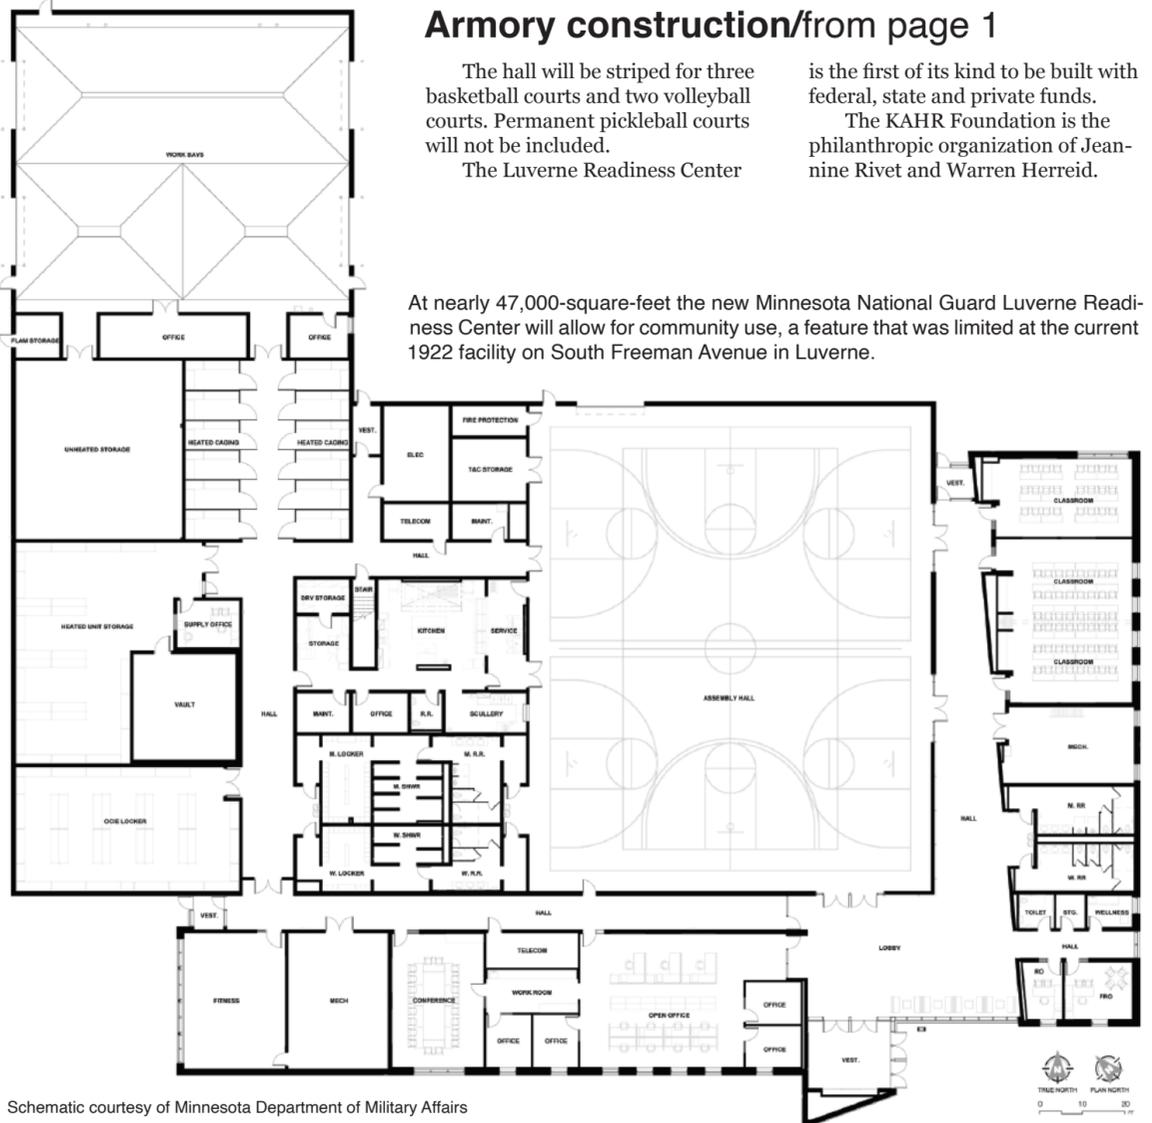 Armory construction/from page 1
The hall will be striped for three
basketball courts and two volleyball
courts. Permanent pickleball courts
will not be included.
The Luverne Readiness Center
is the first of its kind to be built with
federal, state and private funds.
The KAHR Foundation is the
philanthropic organization of Jean-
nine Rivet and Warren Herreid.
At nearly 47,000-square-feet the new Minnesota National Guard Luverne Readi-
ness Center will allow for community use, a feature that was limited at the current
1922 facility on South Freeman Avenue in Luverne.
WORK BAYS
FLAM STORAGE
OFFICE
OFFICE
UNHEATED STORAGE
HEATED CAGING
HEATED CAGING
VEST.
ELEC
FIRE PROTECTION
T&C STORAGE
TELECOM
MAINT.
HALL
VEST.
CLASSROOM
CLASSROOM
CLASSROOM
HEATED UNIT STORAGE
SUPPLY OFFICE
VAULT
HALL
DRY STORAGE
STAIR
STORAGE
KITCHEN
SERVICE
MAINT.
OFFICE
R.R.
SCULLERY
ASSEMBLY HALL
MECH.
OCIE LOCKER
M. LOCKER
M. SHWR
M. R.R.
W. SHWR
W. LOCKER
W. R.R.
HALL
M. RR
W. RR
TOILET
STG.
WELLNESS
HALL
RO
FRO
VEST.
HALL
LOBBY
FITNESS
MECH
CONFERENCE
TELECOM
WORK ROOM
OFFICE
OFFICE
OPEN OFFICE
OFFICE
OFFICE
VEST.
TRUE NORTH
PLAN NORTH
0 10 20
Schematic courtesy of Minnesota Department of Military Affairs